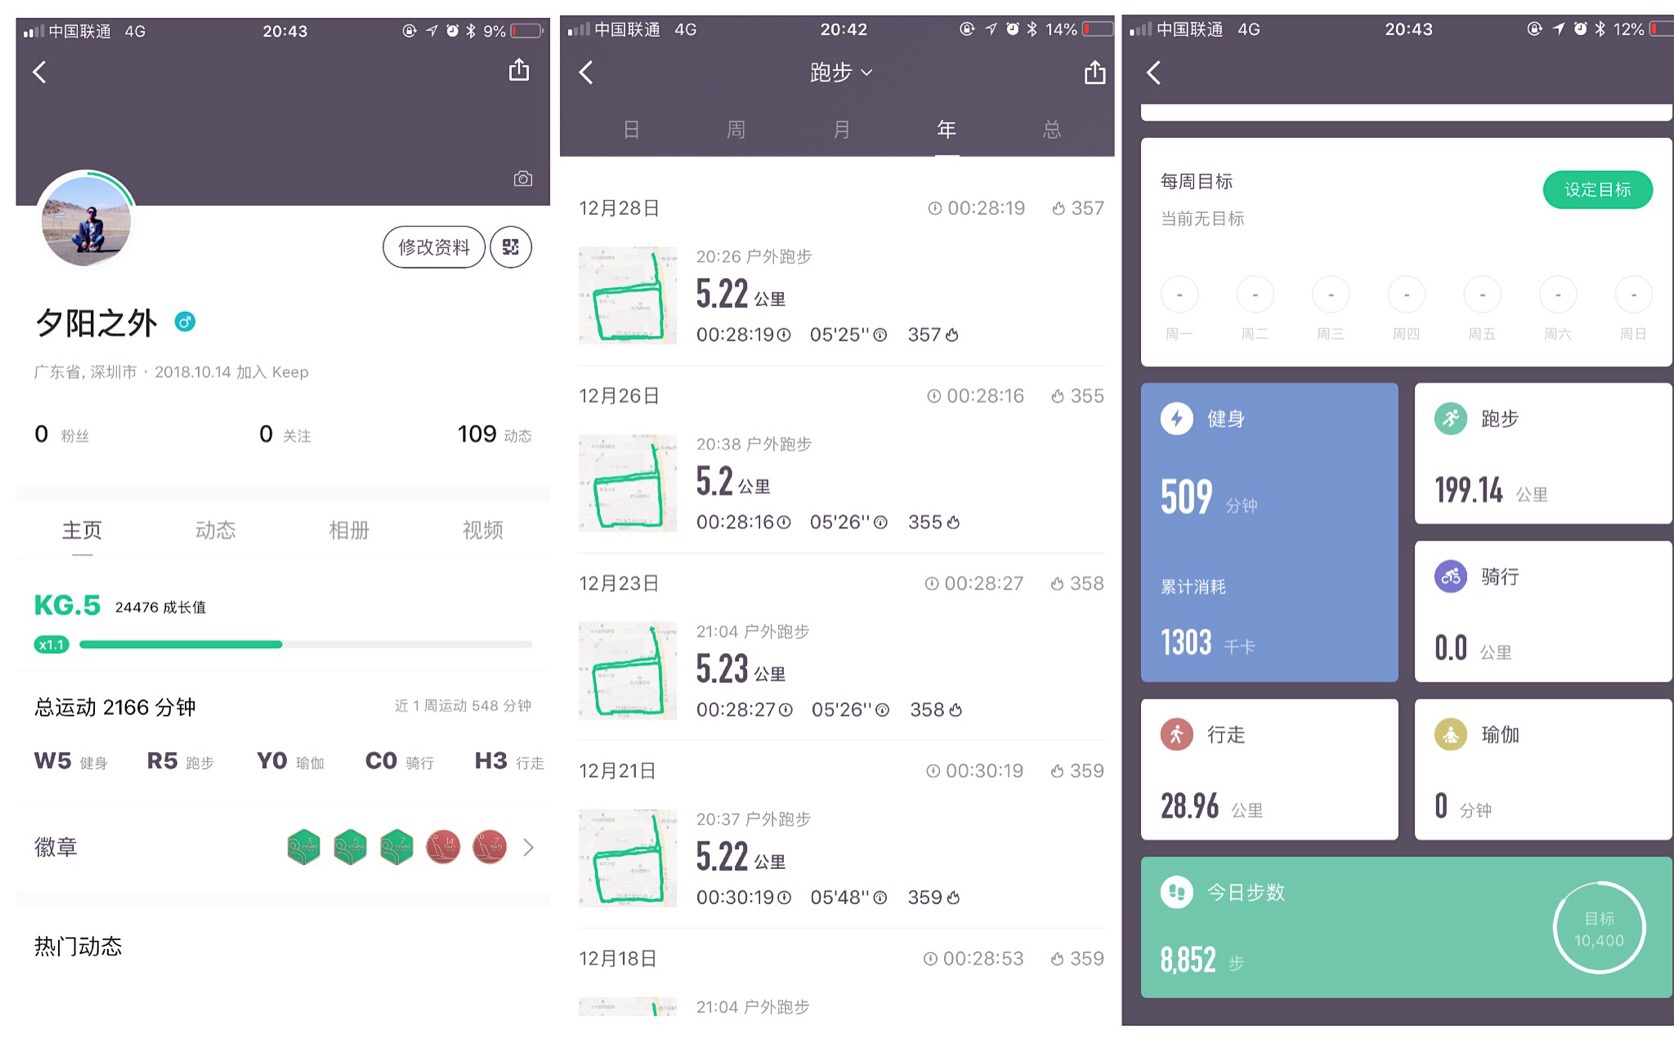 中国联通 4G 20:43 9%
修改资料
夕阳之外
广东省, 深圳市 · 2018.10.14 加入 Keep
0 粉丝 0 关注 109 动态
主页 动态 相册 视频
KG.5 24476 成长值
x1.1
总运动 2166 分钟 近 1 周运动 548 分钟
W5 健身 R5 跑步 Y0 瑜伽 C0 骑行 H3 行走
徽章
热门动态
中国联通 4G 20:42 14%
跑步
日 周 月 年 总
12月28日 00:28:19 357
20:26 户外跑步
5.22 公里
00:28:19 05'25'' 357
12月26日 00:28:16 355
20:38 户外跑步
5.2 公里
00:28:16 05'26'' 355
12月23日 00:28:27 358
21:04 户外跑步
5.23 公里
00:28:27 05'26'' 358
12月21日 00:30:19 359
20:37 户外跑步
5.22 公里
00:30:19 05'48'' 359
12月18日 00:28:53 359
21:04 户外跑步
中国联通 4G 20:43 12%
每周目标
设定目标
当前无目标
- - - - - - -
周一 周二 周三 周四 周五 周六 周日
健身
509 分钟
累计消耗
1303 千卡
跑步
199.14 公里
骑行
0.0 公里
行走
28.96 公里
瑜伽
0 分钟
今日步数
8,852 步
目标
10,400